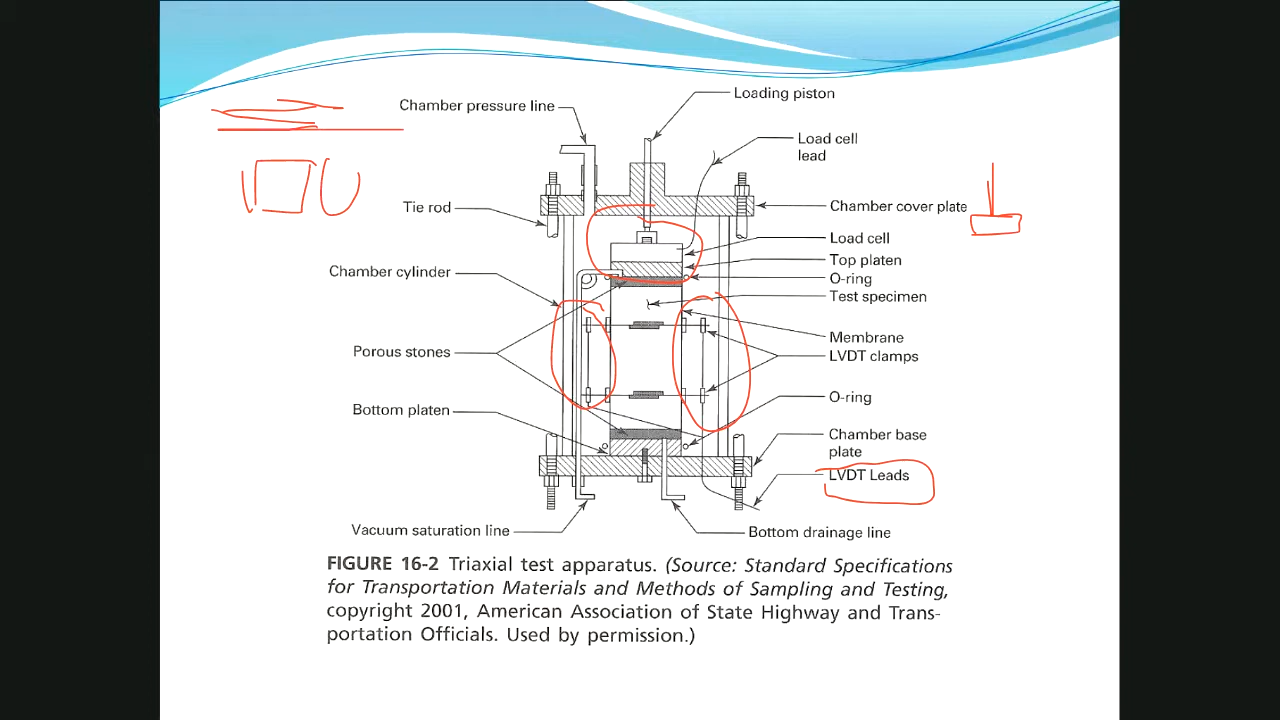 Chamber pressure line
Loading piston
Load cell
lead
Tie rod
Chamber cover plate
Load cell
Top platen
O-ring
Chamber cylinder
Test specimen
Membrane
Porous stones
LVDT clamps
Bottom platen
O-ring
Chamber base
plate
LVDT Leads
Vacuum saturation line
Bottom drainage line
FIGURE 16-2 Triaxial test apparatus. (Source: Standard Specifications
for Transportation Materials and Methods of Sampling and Testing,
copyright 2001, American Association of State Highway and Trans-
portation Officials. Used by permission.)